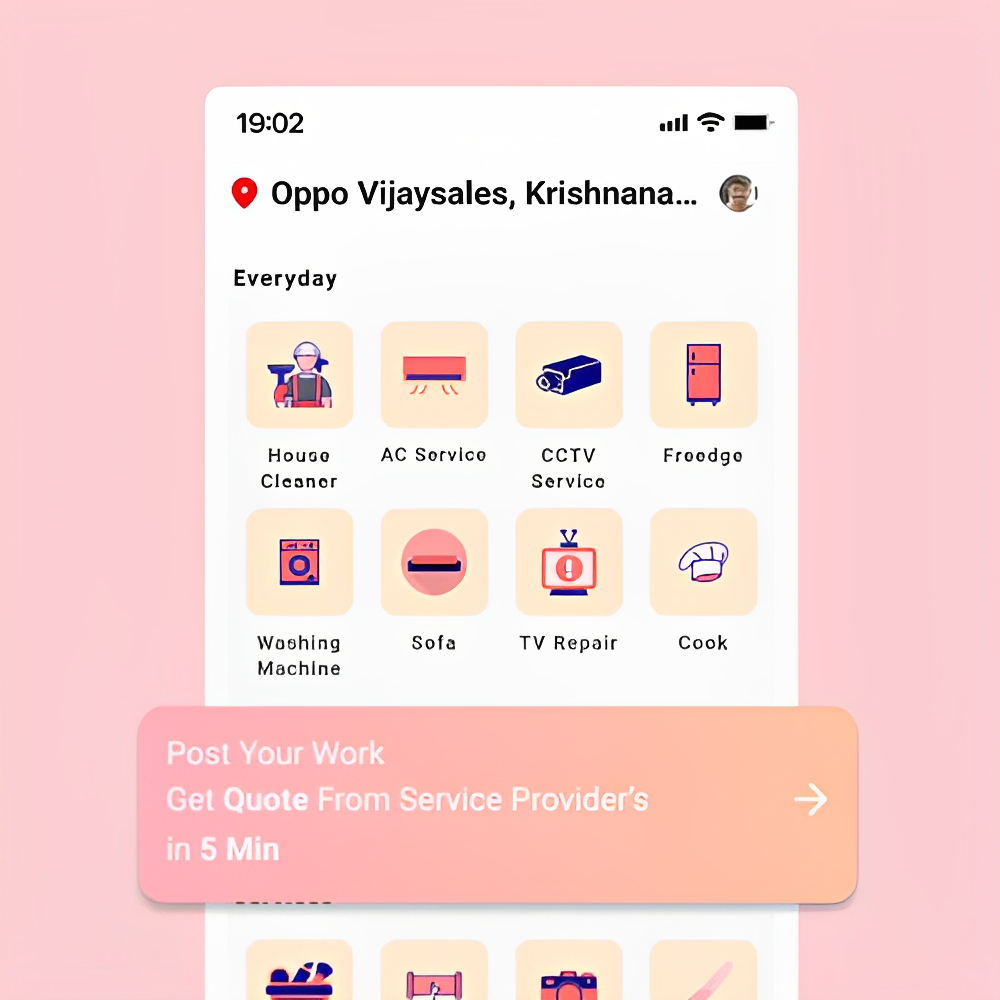 19:02
Oppo Vijaysales, Krishnana...
Everyday
House
Cleaner
AC Service
CCTV
Service
Freedge
Washing
Machine
Sofa
TV Repair
Cook
Post Your Work
Get Quote From Service Provider's
in 5 Min